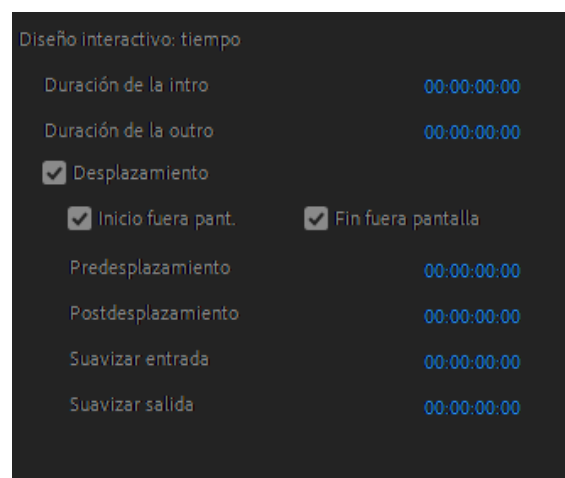 Diseño interactivo: tiempo
Duración de la intro 00:00:00:00
Duración de la outro 00:00:00:00
Desplazamiento
Inicio fuera pant. Fin fuera pantalla
Predesplazamiento 00:00:00:00
Postdesplazamiento 00:00:00:00
Suavizar entrada 00:00:00:00
Suavizar salida 00:00:00:00